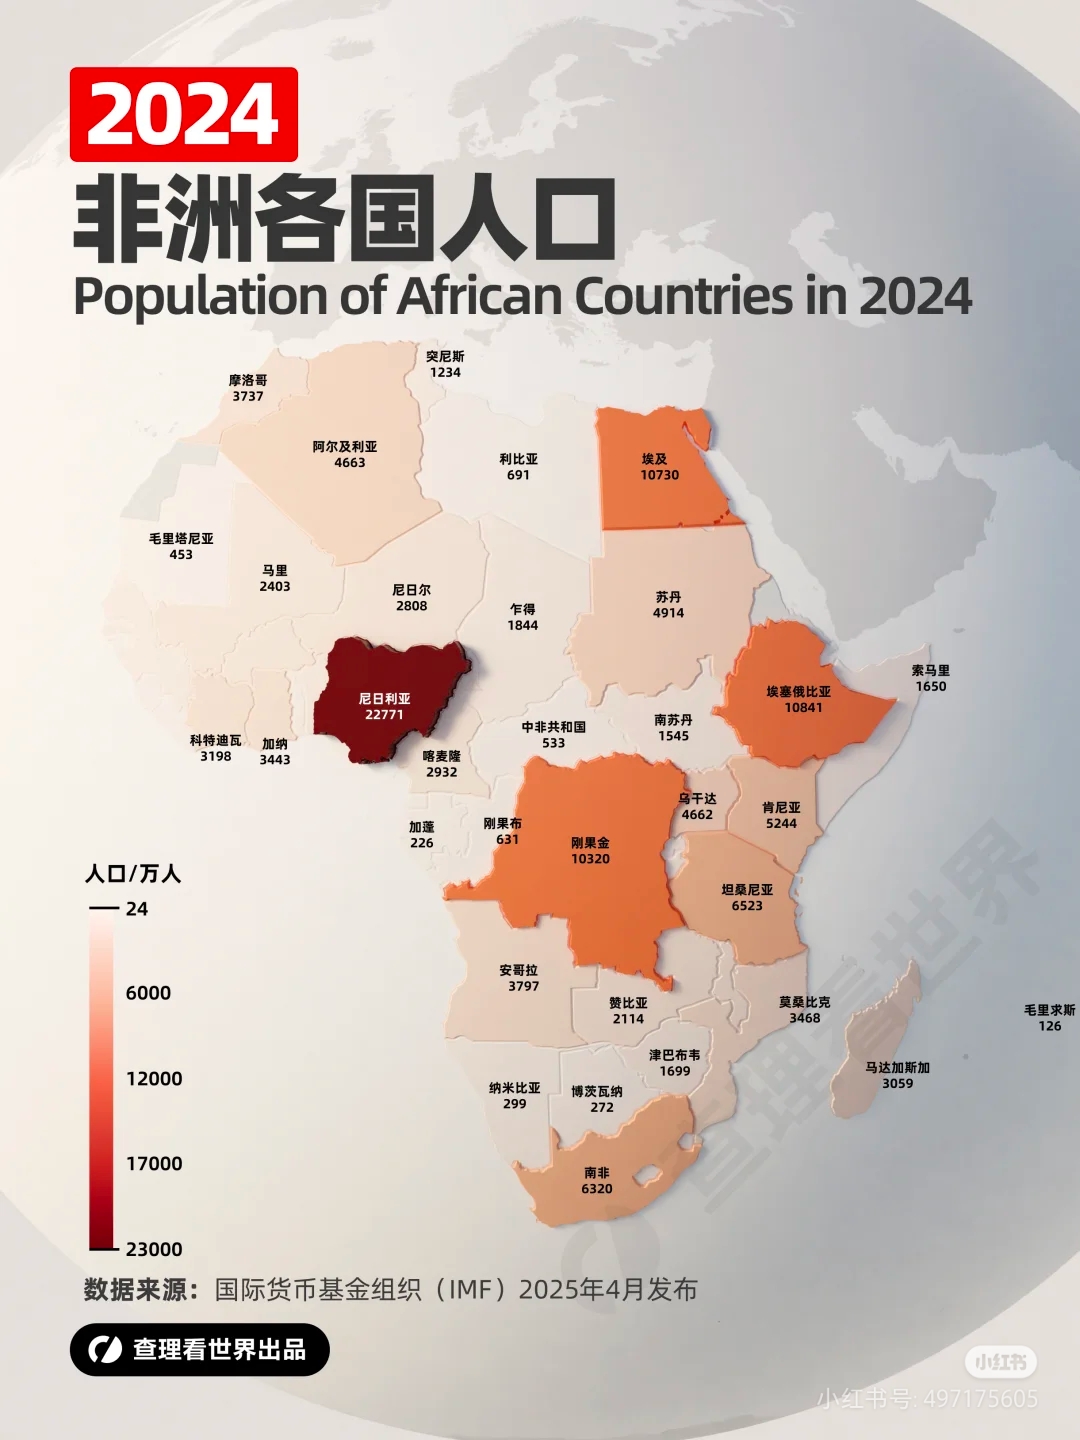 2024
非洲各国人口
Population of African Countries in 2024
突尼斯
1234
摩洛哥
3737
阿尔及利亚
4663
利比亚
691
埃及
10730
毛里塔尼亚
453
马里
2403
尼日尔
2808
乍得
1844
苏丹
4914
索马里
1650
尼日利亚
22771
埃塞俄比亚
10841
科特迪瓦
3198
加纳
3443
喀麦隆
2932
中非共和国
533
南苏丹
1545
乌干达
4662
肯尼亚
5244
加蓬
226
刚果布
631
刚果金
10320
坦桑尼亚
6523
安哥拉
3797
赞比亚
2114
莫桑比克
3468
毛里求斯
126
津巴布韦
1699
马达加斯加
3059
纳米比亚
299
博茨瓦纳
272
南非
6320
人口/万人
24
6000
12000
17000
23000
数据来源：国际货币基金组织（IMF）2025年4月发布
查理看世界出品
查理看世界
小红书
小红书号: 497175605